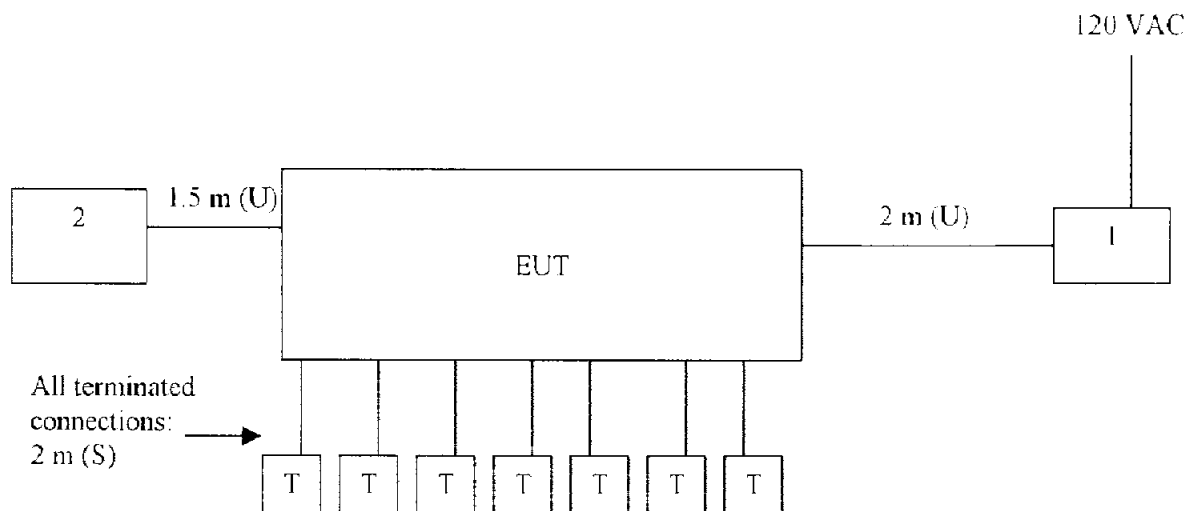 120 VAC
1.5 m (U)
2
2 m (U)
1
EUT
All terminated
connections:
2 m (S)
T T T T T T T